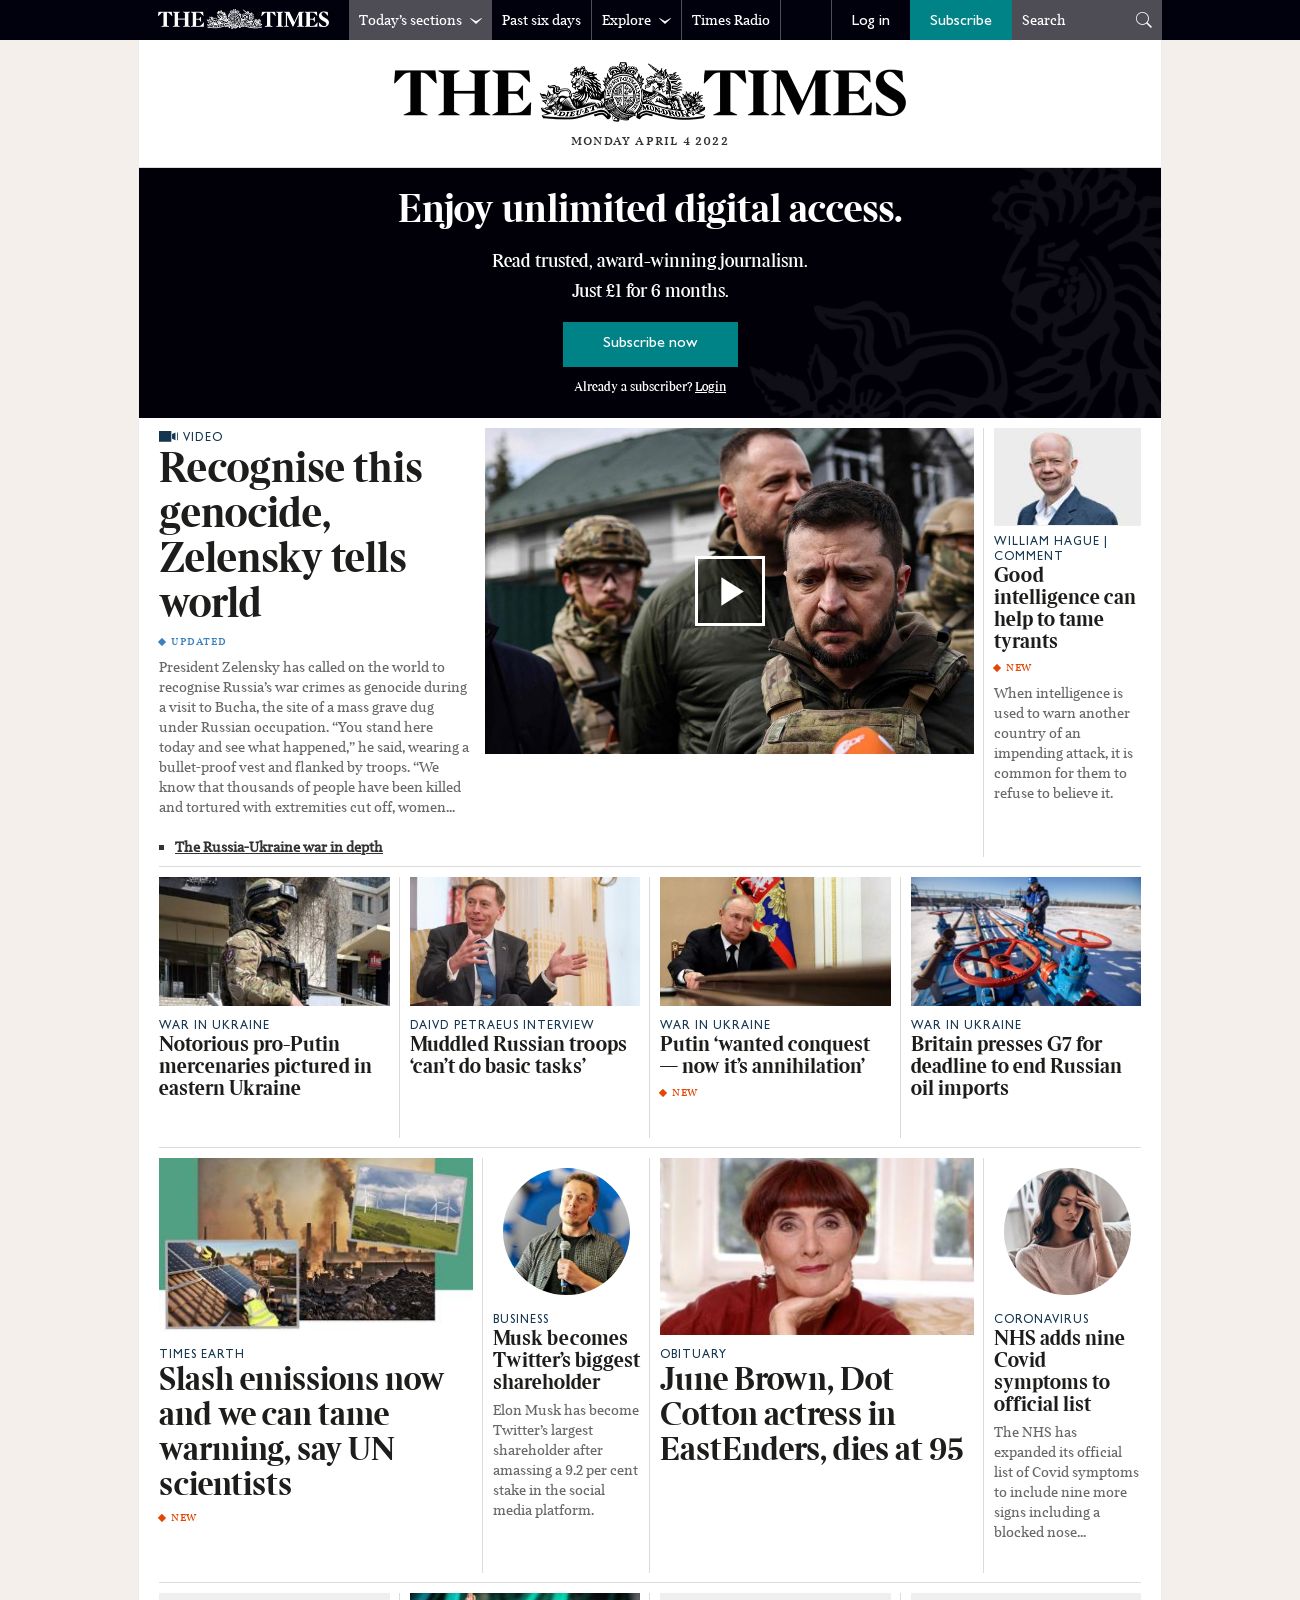 THE TIMES
Today's sections
Past six days
Explore
Times Radio
Log in
Subscribe
Search
THE TIMES
MONDAY APRIL 4 2022
Enjoy unlimited digital access.
Read trusted, award-winning journalism.
Just £1 for 6 months.
Subscribe now
Already a subscriber? Login
VIDEO
Recognise this
genocide,
Zelensky tells
world
UPDATED
President Zelensky has called on the world to
recognise Russia's war crimes as genocide during
a visit to Bucha, the site of a mass grave dug
under Russian occupation. “You stand here
today and see what happened,” he said, wearing a
bullet-proof vest and flanked by troops. “We
know that thousands of people have been killed
and tortured with extremities cut off, women...
The Russia-Ukraine war in depth
WILLIAM HAGUE |
COMMENT
Good
intelligence can
help to tame
tyrants
NEW
When intelligence is
used to warn another
country of an
impending attack, it is
common for them to
refuse to believe it.
WAR IN UKRAINE
Notorious pro-Putin
mercenaries pictured in
eastern Ukraine
DAIVD PETRAEUS INTERVIEW
Muddled Russian troops
‘can’t do basic tasks’
WAR IN UKRAINE
Putin ‘wanted conquest
— now it’s annihilation’
NEW
WAR IN UKRAINE
Britain presses G7 for
deadline to end Russian
oil imports
TIMES EARTH
Slash emissions now
and we can tame
warming, say UN
scientists
NEW
BUSINESS
Musk becomes
Twitter’s biggest
shareholder
Elon Musk has become
Twitter’s largest
shareholder after
amassing a 9.2 per cent
stake in the social
media platform.
OBITUARY
June Brown, Dot
Cotton actress in
EastEnders, dies at 95
CORONAVIRUS
NHS adds nine
Covid
symptoms to
official list
The NHS has
expanded its official
list of Covid symptoms
to include nine more
signs including a
blocked nose...